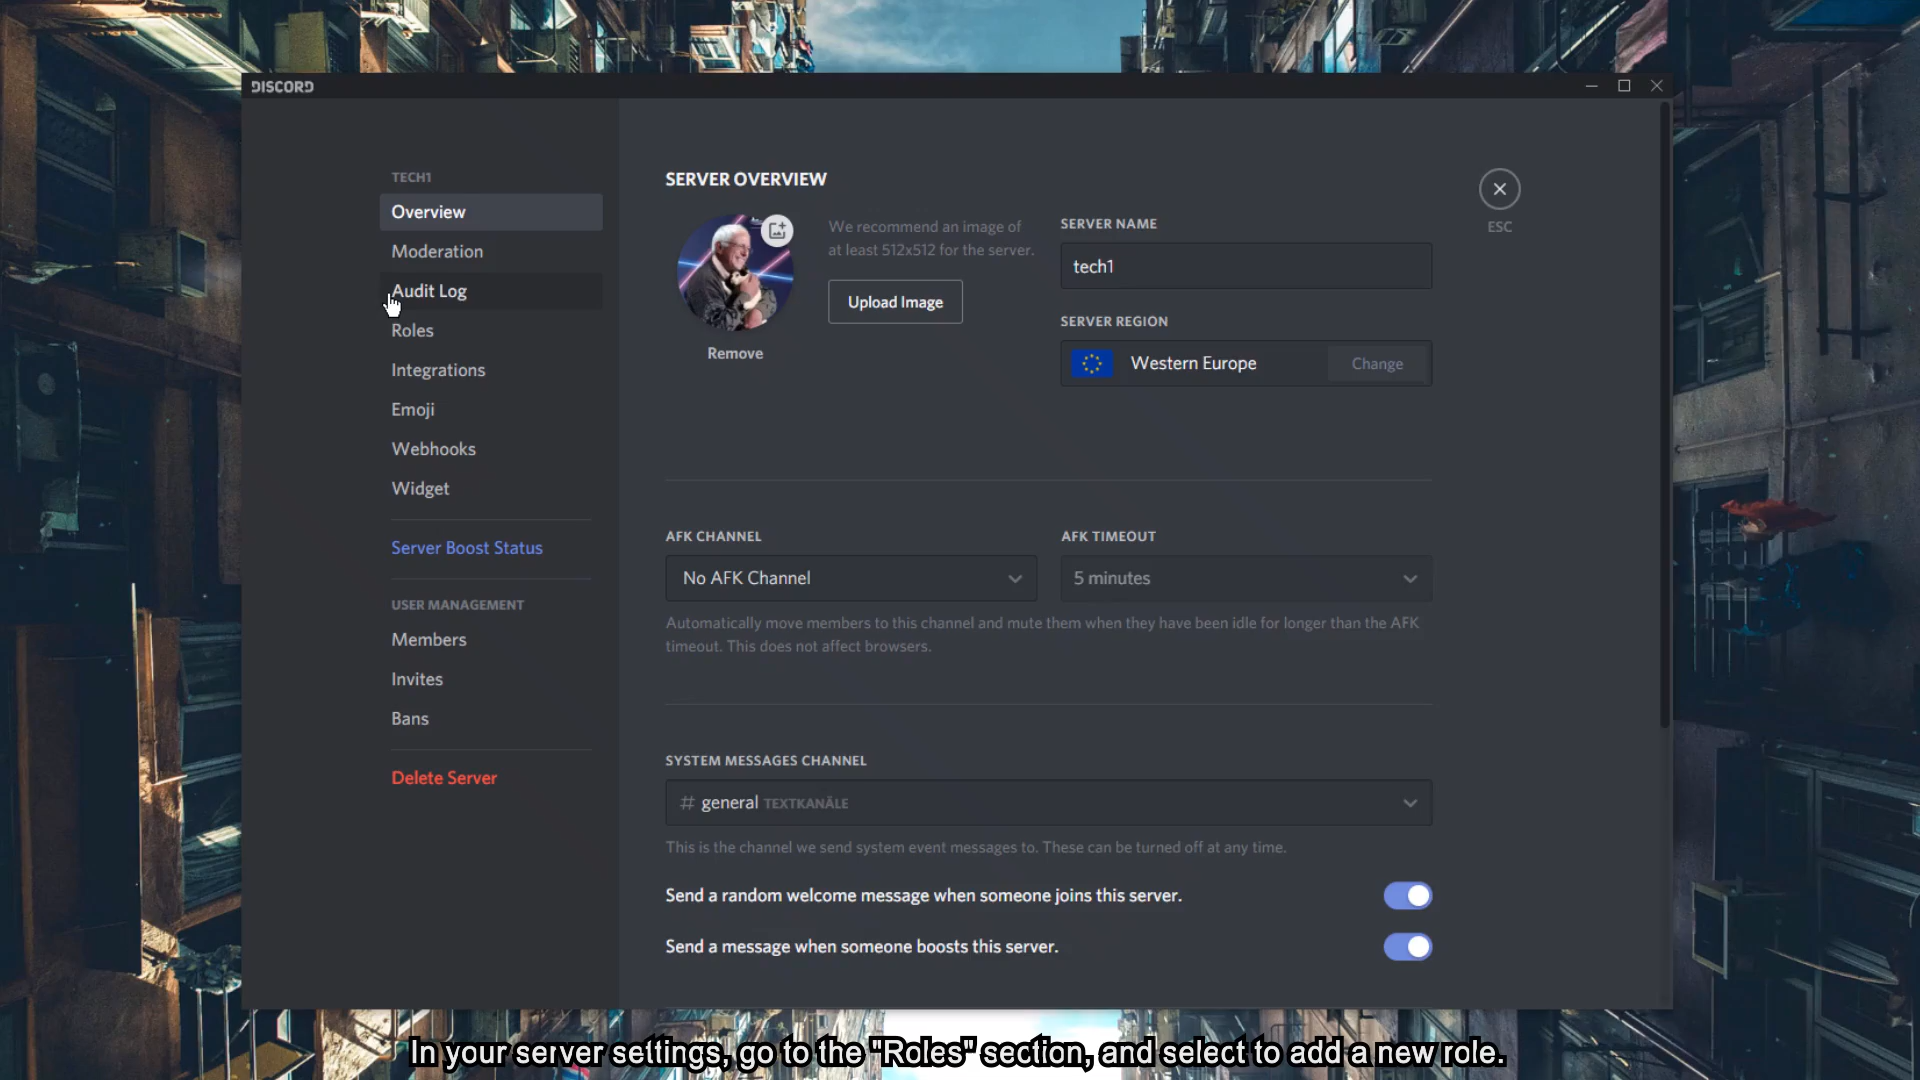 DISCORD
TECH1
Overview
Moderation
Audit Log
Roles
Integrations
Emoji
Webhooks
Widget
Server Boost Status
USER MANAGEMENT
Members
Invites
Bans
Delete Server
SERVER OVERVIEW
We recommend an image of
at least 512x512 for the server.
Upload Image
Remove
SERVER NAME
tech1
SERVER REGION
Western Europe
Change
ESC
AFK CHANNEL
No AFK Channel
AFK TIMEOUT
5 minutes
Automatically move members to this channel and mute them when they have been idle for longer than the AFK
timeout. This does not affect browsers.
SYSTEM MESSAGES CHANNEL
# general TEXTKANÄLE
This is the channel we send system event messages to. These can be turned off at any time.
Send a random welcome message when someone joins this server.
Send a message when someone boosts this server.
In your server settings, go to the "Roles" section, and select to add a new role.